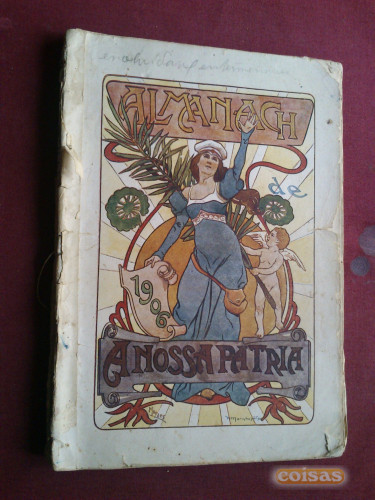 ALMANACH
de
1906
A NOSSA PATRIA
coisas